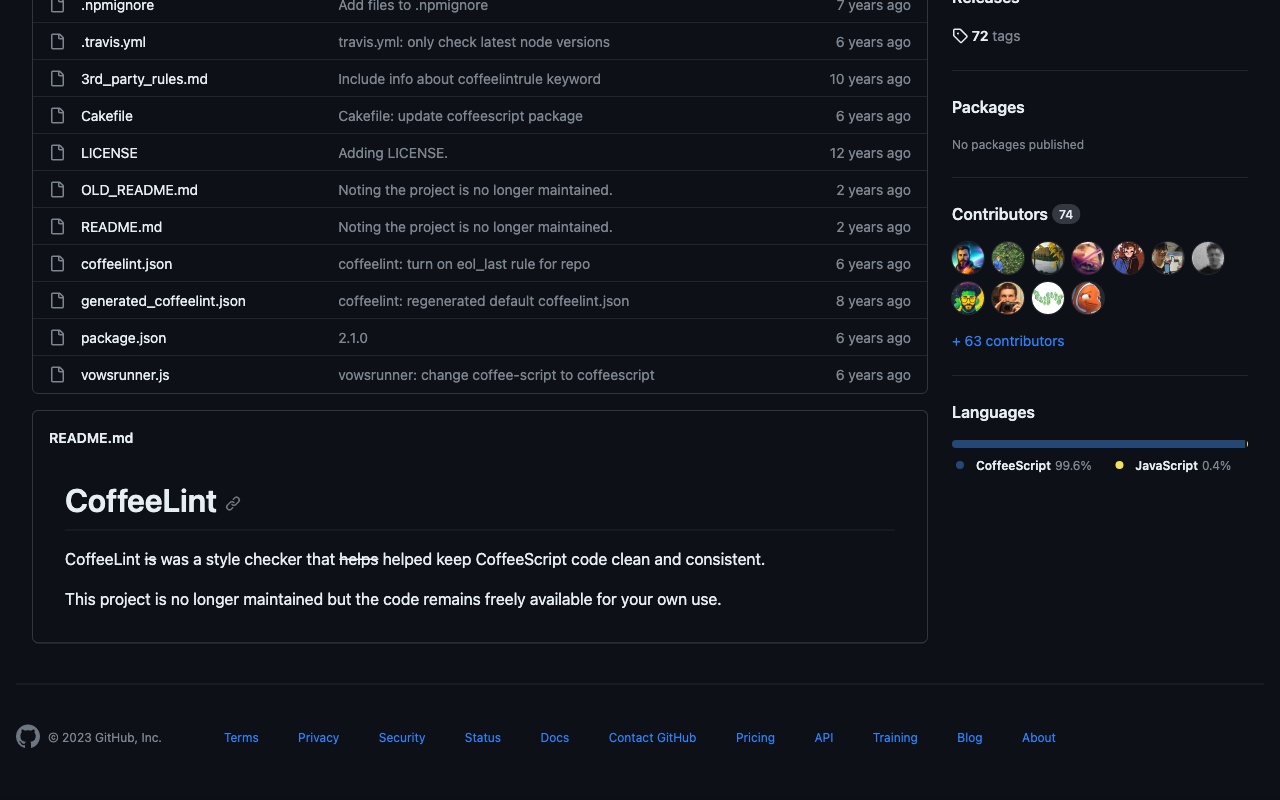 .npmignore Add files to .npmignore 7 years ago
.travis.yml travis.yml: only check latest node versions 6 years ago
3rd_party_rules.md Include info about coffeelintrule keyword 10 years ago
Cakefile Cakefile: update coffeescript package 6 years ago
LICENSE Adding LICENSE. 12 years ago
OLD_README.md Noting the project is no longer maintained. 2 years ago
README.md Noting the project is no longer maintained. 2 years ago
coffeelint.json coffeelint: turn on eol_last rule for repo 6 years ago
generated_coffeelint.json coffeelint: regenerated default coffeelint.json 8 years ago
package.json 2.1.0 6 years ago
vowsrunner.js vowsrunner: change coffee-script to coffeescript 6 years ago
README.md
CoffeeLint
CoffeeLint is was a style checker that helps helped keep CoffeeScript code clean and consistent.
This project is no longer maintained but the code remains freely available for your own use.
Releases
72 tags
Packages
No packages published
Contributors 74
+ 63 contributors
Languages
CoffeeScript 99.6% JavaScript 0.4%
© 2023 GitHub, Inc. Terms Privacy Security Status Docs Contact GitHub Pricing API Training Blog About